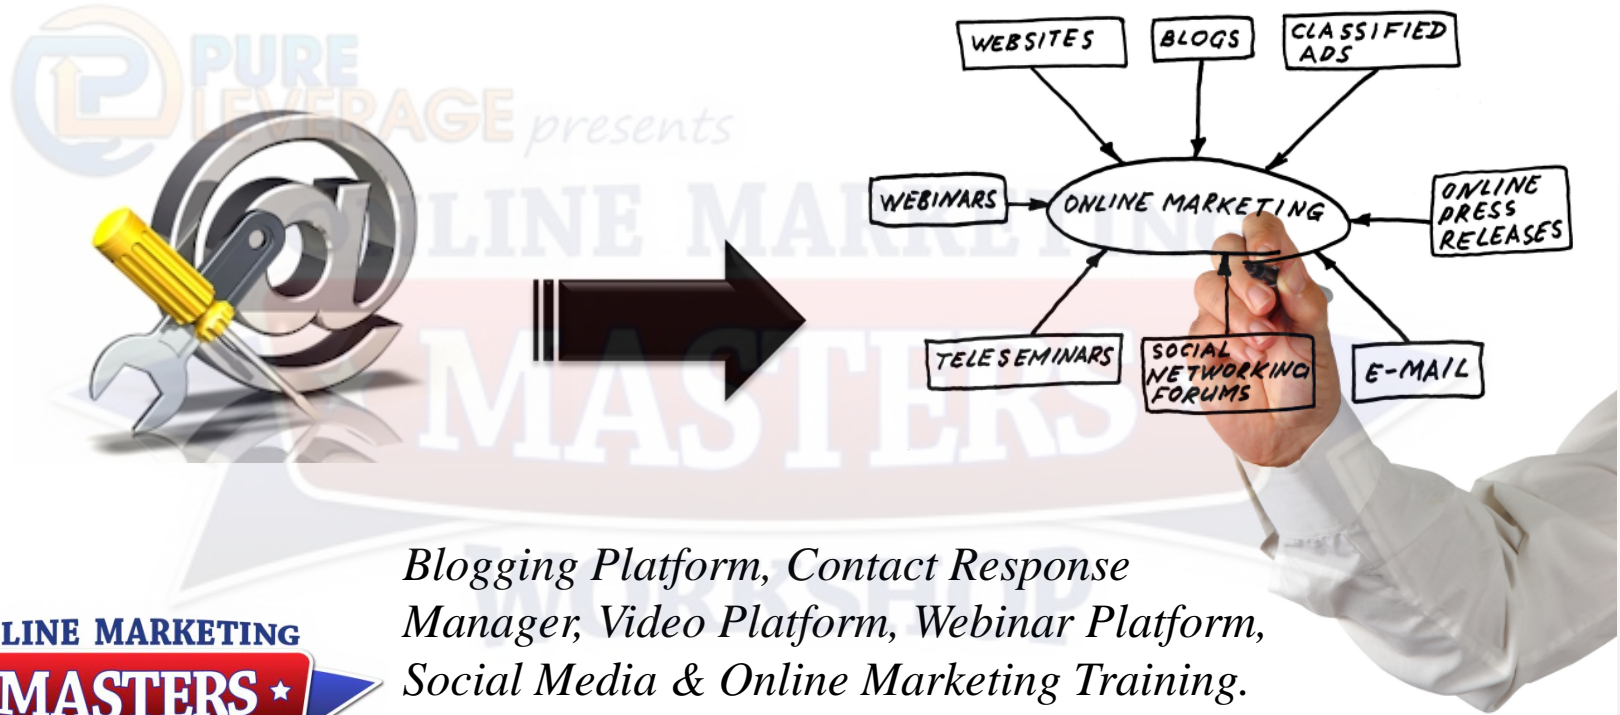 PURE
LEVERAGE presents
ONLINE MARKETING
MASTERS
WORKSHOP
WEBSITES
BLOGS
CLASSIFIED
ADS
WEBINARS
ONLINE MARKETING
ONLINE
PRESS
RELEASES
TELESEMINARS
SOCIAL
NETWORKING
FORUMS
E-MAIL
Blogging Platform, Contact Response
Manager, Video Platform, Webinar Platform,
Social Media & Online Marketing Training.
LINE MARKETING
MASTERS